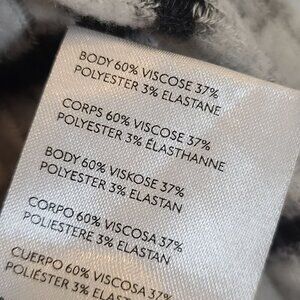 BODY 60% VISCOSE 37%
POLYESTER 3% ELASTANE
CORPS 60% VISCOSE 37%
POLYESTER 3% ÉLASTHANNE
BODY 60% VISKOSE 37%
POLYESTER 3% ELASTAN
CORPO 60% VISCOSA 37%
POLIESTERE 3% ELASTAN
CUERPO 60% VISCOSA 37%
POLIÉSTER 3% ELASTAN